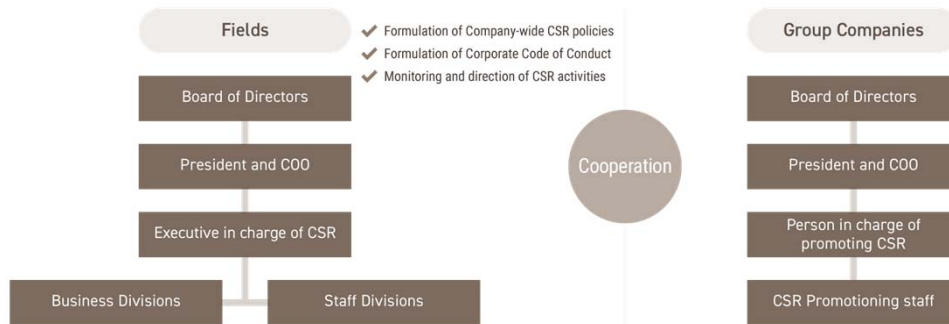 Fields
Formulation of Company-wide CSR policies
Formulation of Corporate Code of Conduct
Monitoring and direction of CSR activities
Board of Directors
President and COO
Executive in charge of CSR
Business Divisions
Staff Divisions
Cooperation
Group Companies
Board of Directors
President and COO
Person in charge of
promoting CSR
CSR Promotioning staff